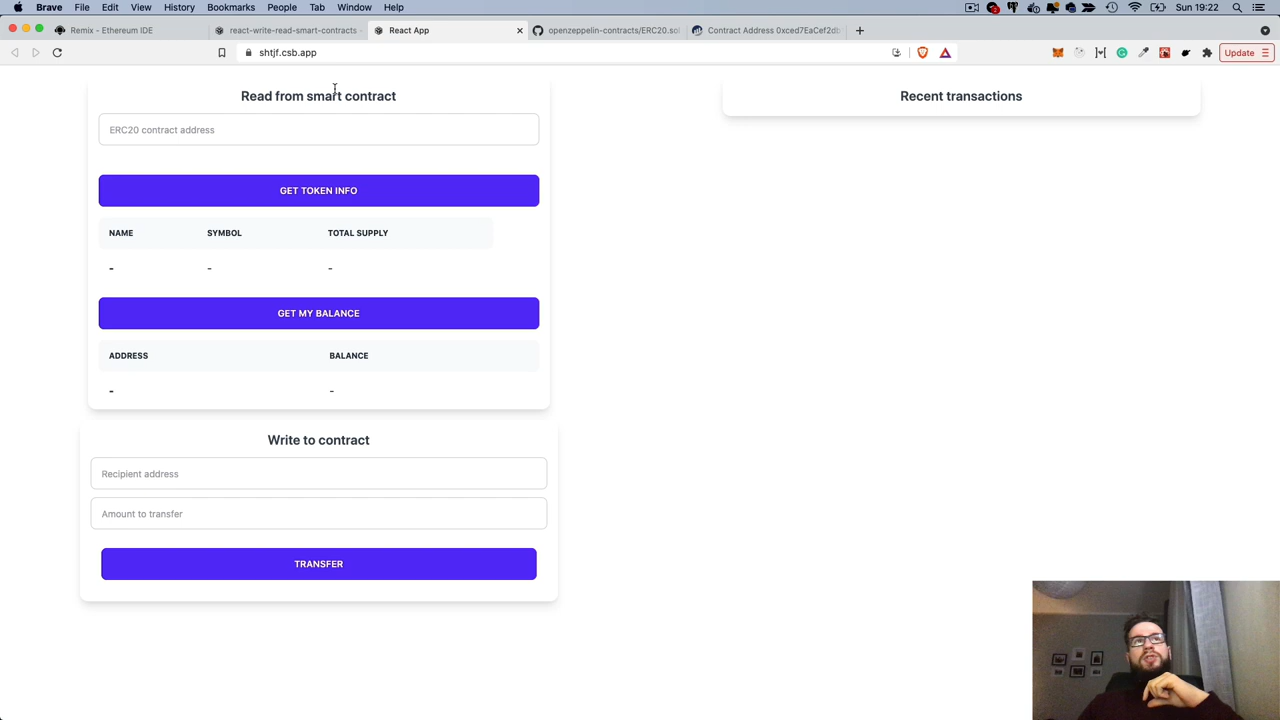 Brave File Edit View History Bookmarks People Tab Window Help Sun 19:22
Remix - Ethereum IDE react-write-read-smart-contracts React App openzeppelin-contracts/ERC20.sol Contract Address 0xced7EaCef2db
shtjf.csb.app Update
Read from smart contract
ERC20 contract address
GET TOKEN INFO
NAME SYMBOL TOTAL SUPPLY
- - -
GET MY BALANCE
ADDRESS BALANCE
- -
Write to contract
Recipient address
Amount to transfer
TRANSFER
Recent transactions